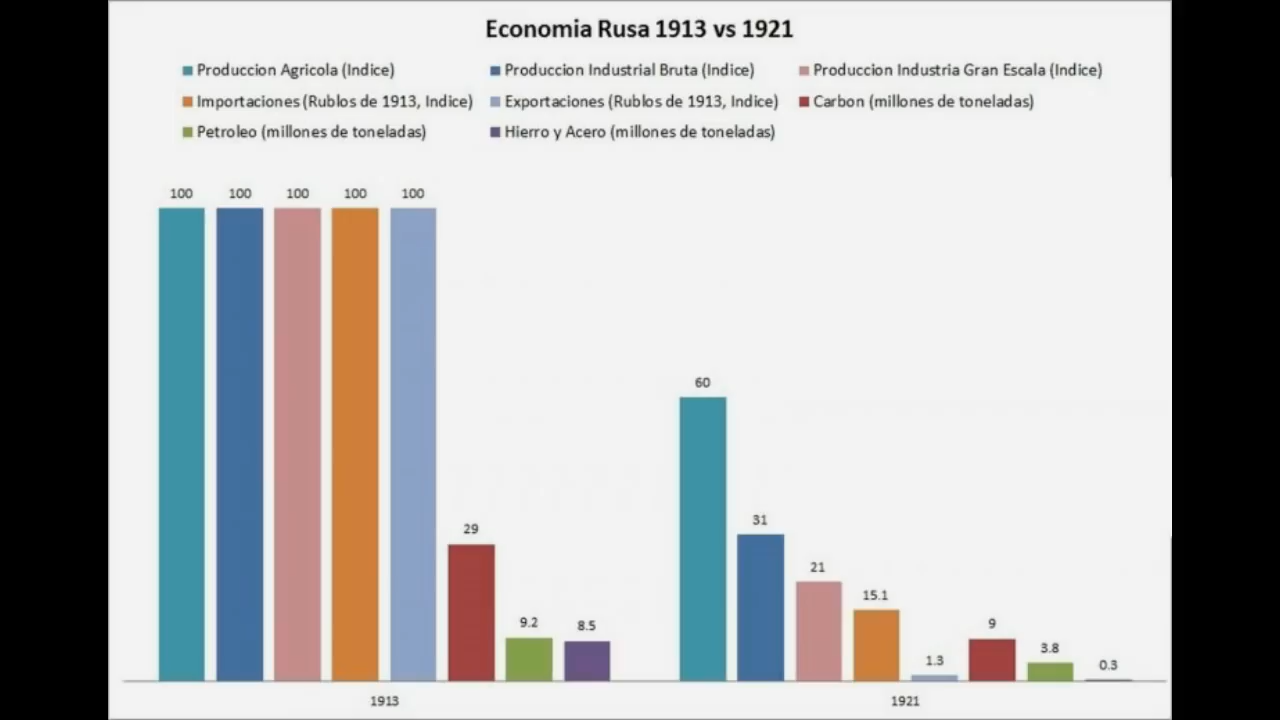 Economia Rusa 1913 vs 1921
Produccion Agricola (Indice) Produccion Industrial Bruta (Indice) Produccion Industria Gran Escala (Indice)
Importaciones (Rublos de 1913, Indice) Exportaciones (Rublos de 1913, Indice) Carbon (millones de toneladas)
Petroleo (millones de toneladas) Hierro y Acero (millones de toneladas)
100 100 100 100 100
60
29
31
21
15.1
9.2 8.5
9
3.8
1.3
0.3
1913 1921